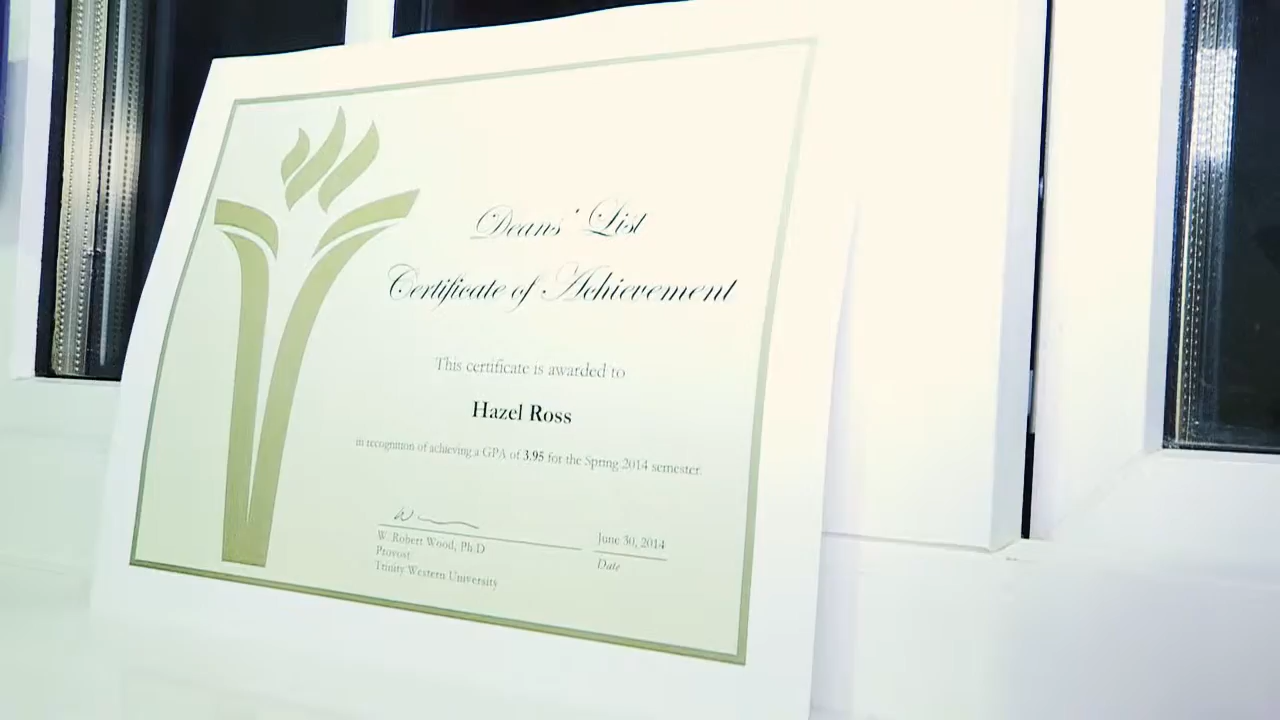 Deans' List
Certificate of Achievement
This certificate is awarded to
Hazel Ross
in recognition of achieving a GPA of 3.95 for the Spring 2014 semester.
W. Robert Wood, Ph D
June 30, 2014
Provost
Date
Trinity Western University